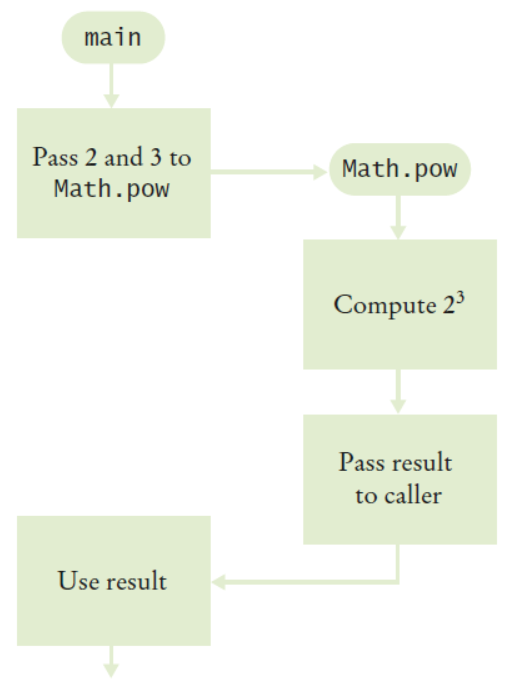 main
Pass 2 and 3 to
Math.pow
Math.pow
Compute 2³
Pass result
to caller
Use result